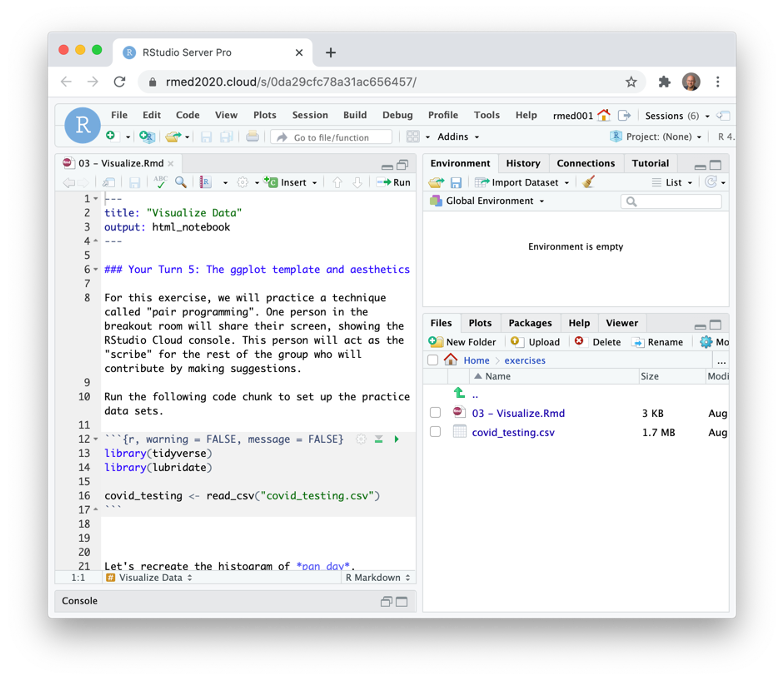 RStudio Server Pro
rmed2020.cloud/s/0da29cfc78a31ac656457/
R
File Edit Code View Plots Session Build Debug Profile Tools Help rmed001 Sessions (6)
Go to file/function Addins Project: (None) R 4.
03 – Visualize.Rmd
ABC Insert Run
1 ---
2 title: "Visualize Data"
3 output: html_notebook
4 ---
5
6 ### Your Turn 5: The ggplot template and aesthetics
7
8 For this exercise, we will practice a technique
called "pair programming". One person in the
breakout room will share their screen, showing the
RStudio Cloud console. This person will act as the
"scribe" for the rest of the group who will
contribute by making suggestions.
9
10 Run the following code chunk to set up the practice
data sets.
11
12 ```{r, warning = FALSE, message = FALSE}
13 library(tidyverse)
14 library(lubridate)
15
16 covid_testing <- read_csv("covid_testing.csv")
17 ```
18
19
20
21 Let's recreate the histogram of *pan_day*.
1:1 # Visualize Data R Markdown
Console
Environment History Connections Tutorial
Import Dataset List
Global Environment
Environment is empty
Files Plots Packages Help Viewer
New Folder Upload Delete Rename Mo
Home exercises ...
Name Size Modi
..
03 – Visualize.Rmd 3 KB Aug
covid_testing.csv 1.7 MB Aug